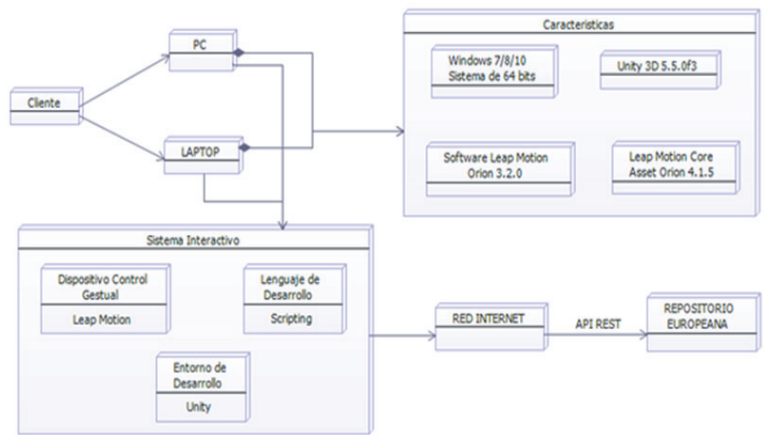 PC
Cliente
LAPTOP
Caracteristicas
Windows 7/8/10
Sistema de 64 bits
Unity 3D 5.5.0f3
Software Leap Motion
Orion 3.2.0
Leap Motion Core
Asset Orion 4.1.5
Sistema Interactivo
Dispositivo Control
Gestual
Leap Motion
Lenguaje de
Desarrollo
Scripting
Entorno de
Desarrollo
Unity
RED INTERNET
API REST
REPOSITORIO
EUROPEANA